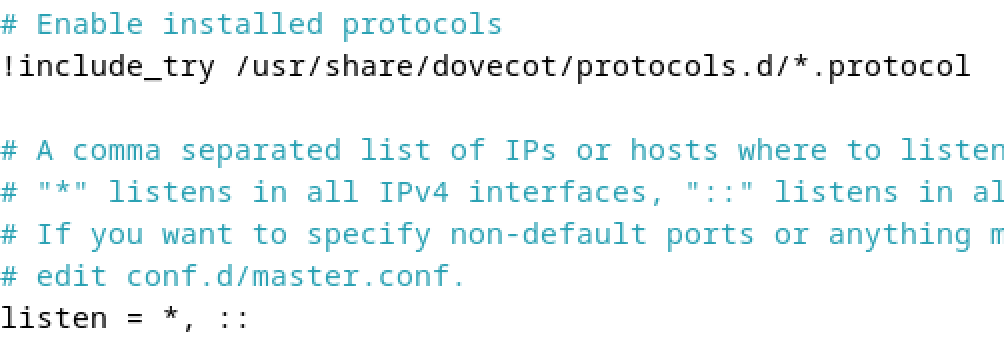 # Enable installed protocols
!include_try /usr/share/dovecot/protocols.d/*.protocol
# A comma separated list of IPs or hosts where to listen
# "*" listens in all IPv4 interfaces, "::" listens in al
# If you want to specify non-default ports or anything m
# edit conf.d/master.conf.
listen = *, ::